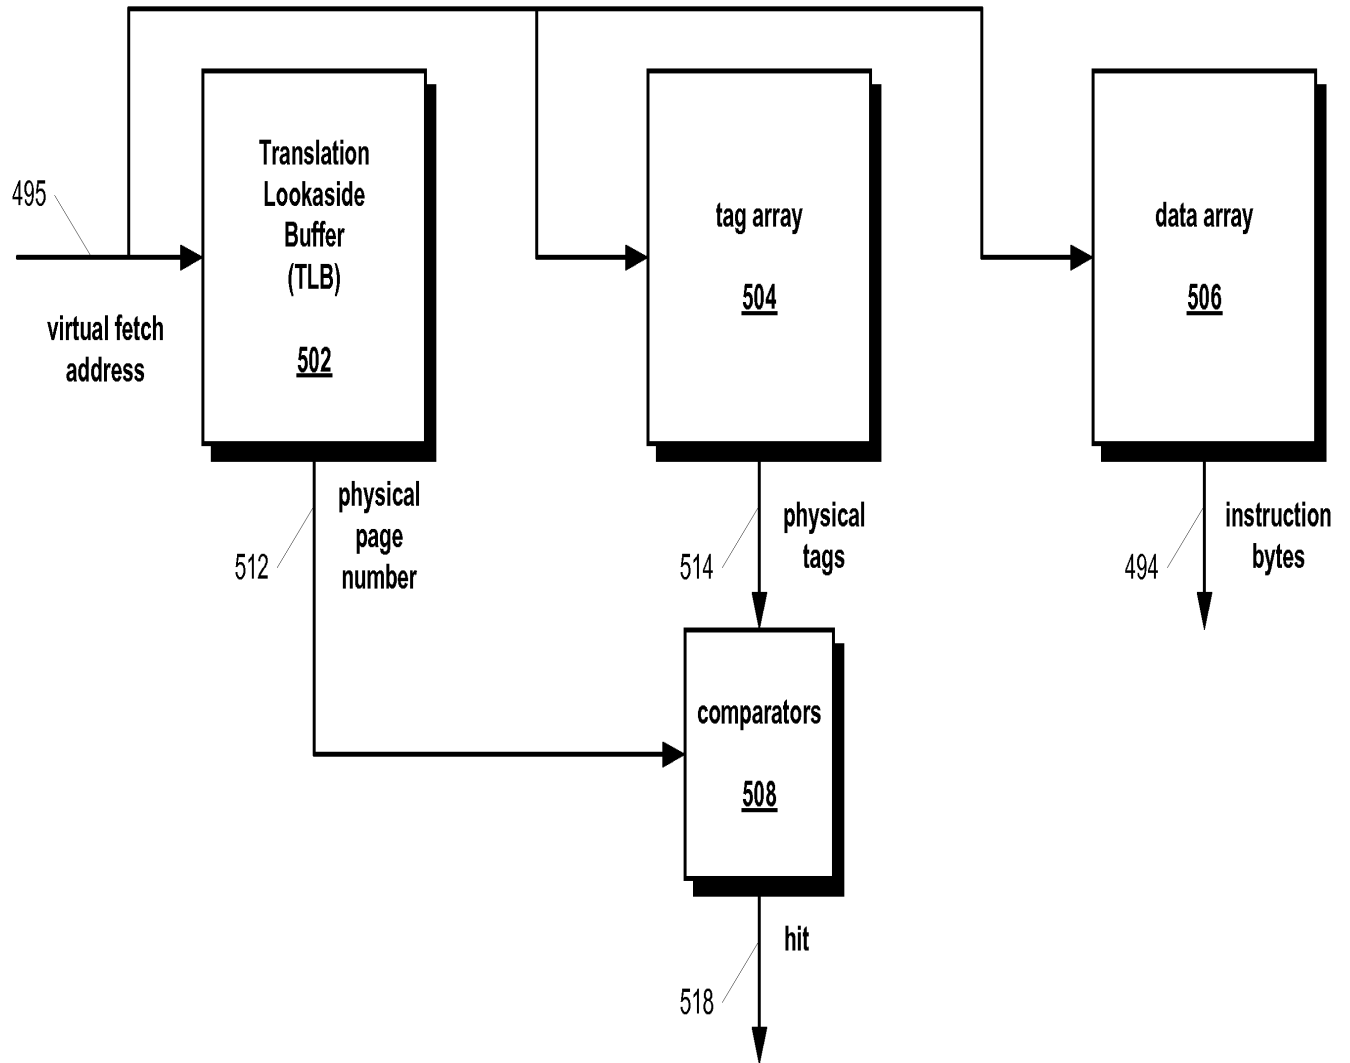 495
virtual fetch
address
Translation
Lookaside
Buffer
(TLB)
502
tag array
504
data array
506
physical
page
number
512
physical
tags
514
instruction
bytes
494
comparators
508
hit
518